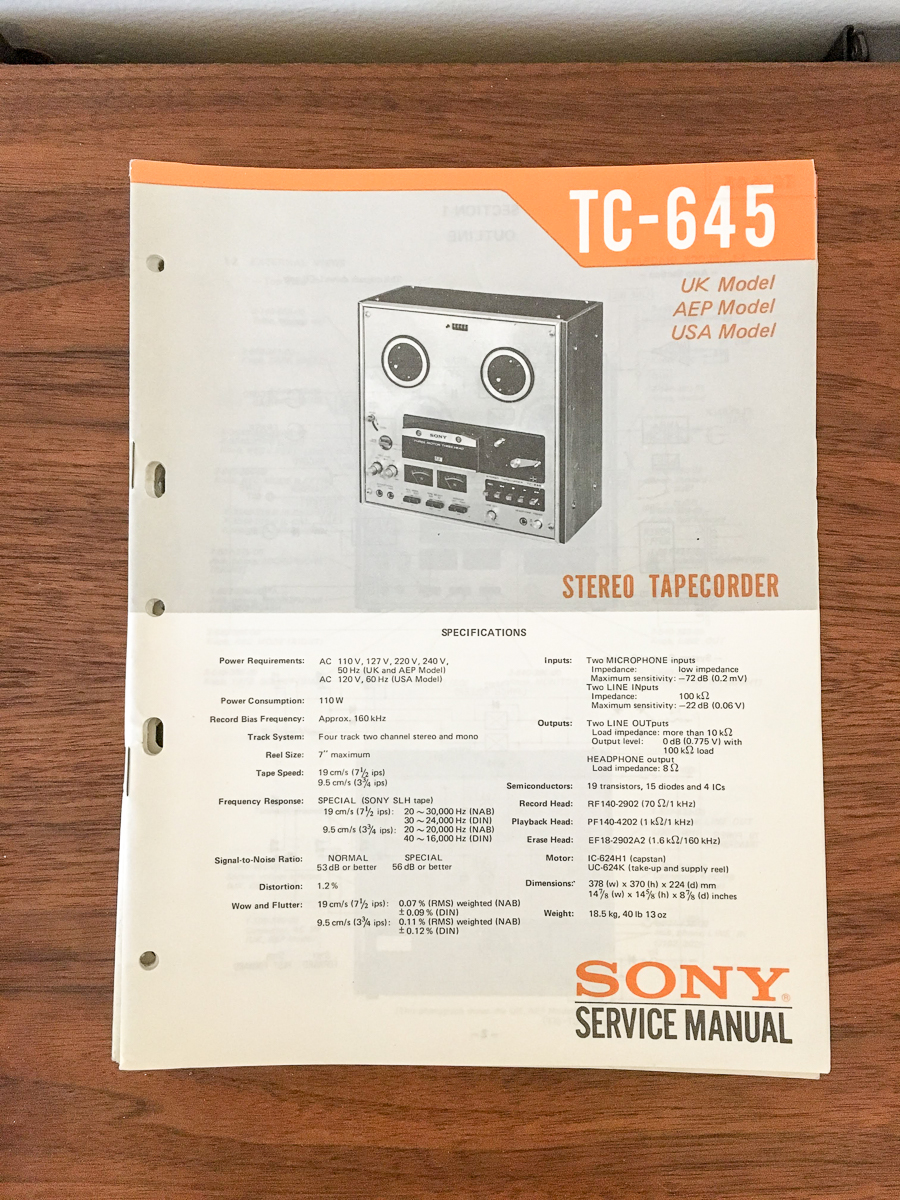 TC-645
UK Model
AEP Model
USA Model
SONY
STEREO TAPECORDER
SPECIFICATIONS
Power Requirements: AC 110 V, 127 V, 220 V, 240 V,
50 Hz (UK and AEP Model)
AC 120 V, 60 Hz (USA Model)
Power Consumption: 110 W
Record Bias Frequency: Approx. 160 kHz
Track System: Four track two channel stereo and mono
Reel Size: 7" maximum
Tape Speed: 19 cm/s (7½ ips)
9.5 cm/s (3¾ ips)
Frequency Response: SPECIAL (SONY SLH tape)
19 cm/s (7½ ips): 20 ~ 30,000 Hz (NAB)
30 ~ 24,000 Hz (DIN)
9.5 cm/s (3¾ ips): 20 ~ 20,000 Hz (NAB)
40 ~ 16,000 Hz (DIN)
Signal-to-Noise Ratio: NORMAL SPECIAL
53 dB or better 56 dB or better
Distortion: 1.2 %
Wow and Flutter: 19 cm/s (7½ ips): 0.07 % (RMS) weighted (NAB)
± 0.09 % (DIN)
9.5 cm/s (3¾ ips): 0.11 % (RMS) weighted (NAB)
± 0.12 % (DIN)
Inputs: Two MICROPHONE inputs
Impedance: low impedance
Maximum sensitivity: −72 dB (0.2 mV)
Two LINE INputs
Impedance: 100 kΩ
Maximum sensitivity: −22 dB (0.06 V)
Outputs: Two LINE OUTputs
Load impedance: more than 10 kΩ
Output level: 0 dB (0.775 V) with
100 kΩ load
HEADPHONE output
Load impedance: 8 Ω
Semiconductors: 19 transistors, 15 diodes and 4 ICs
Record Head: RF140-2902 (70 Ω/1 kHz)
Playback Head: PF140-4202 (1 kΩ/1 kHz)
Erase Head: EF18-2902A2 (1.6 kΩ/160 kHz)
Motor: IC-624H1 (capstan)
UC-624K (take-up and supply reel)
Dimensions: 378 (w) x 370 (h) x 224 (d) mm
14⅞ (w) x 14⅝ (h) x 8⅞ (d) inches
Weight: 18.5 kg, 40 lb 13 oz
SONY®
SERVICE MANUAL